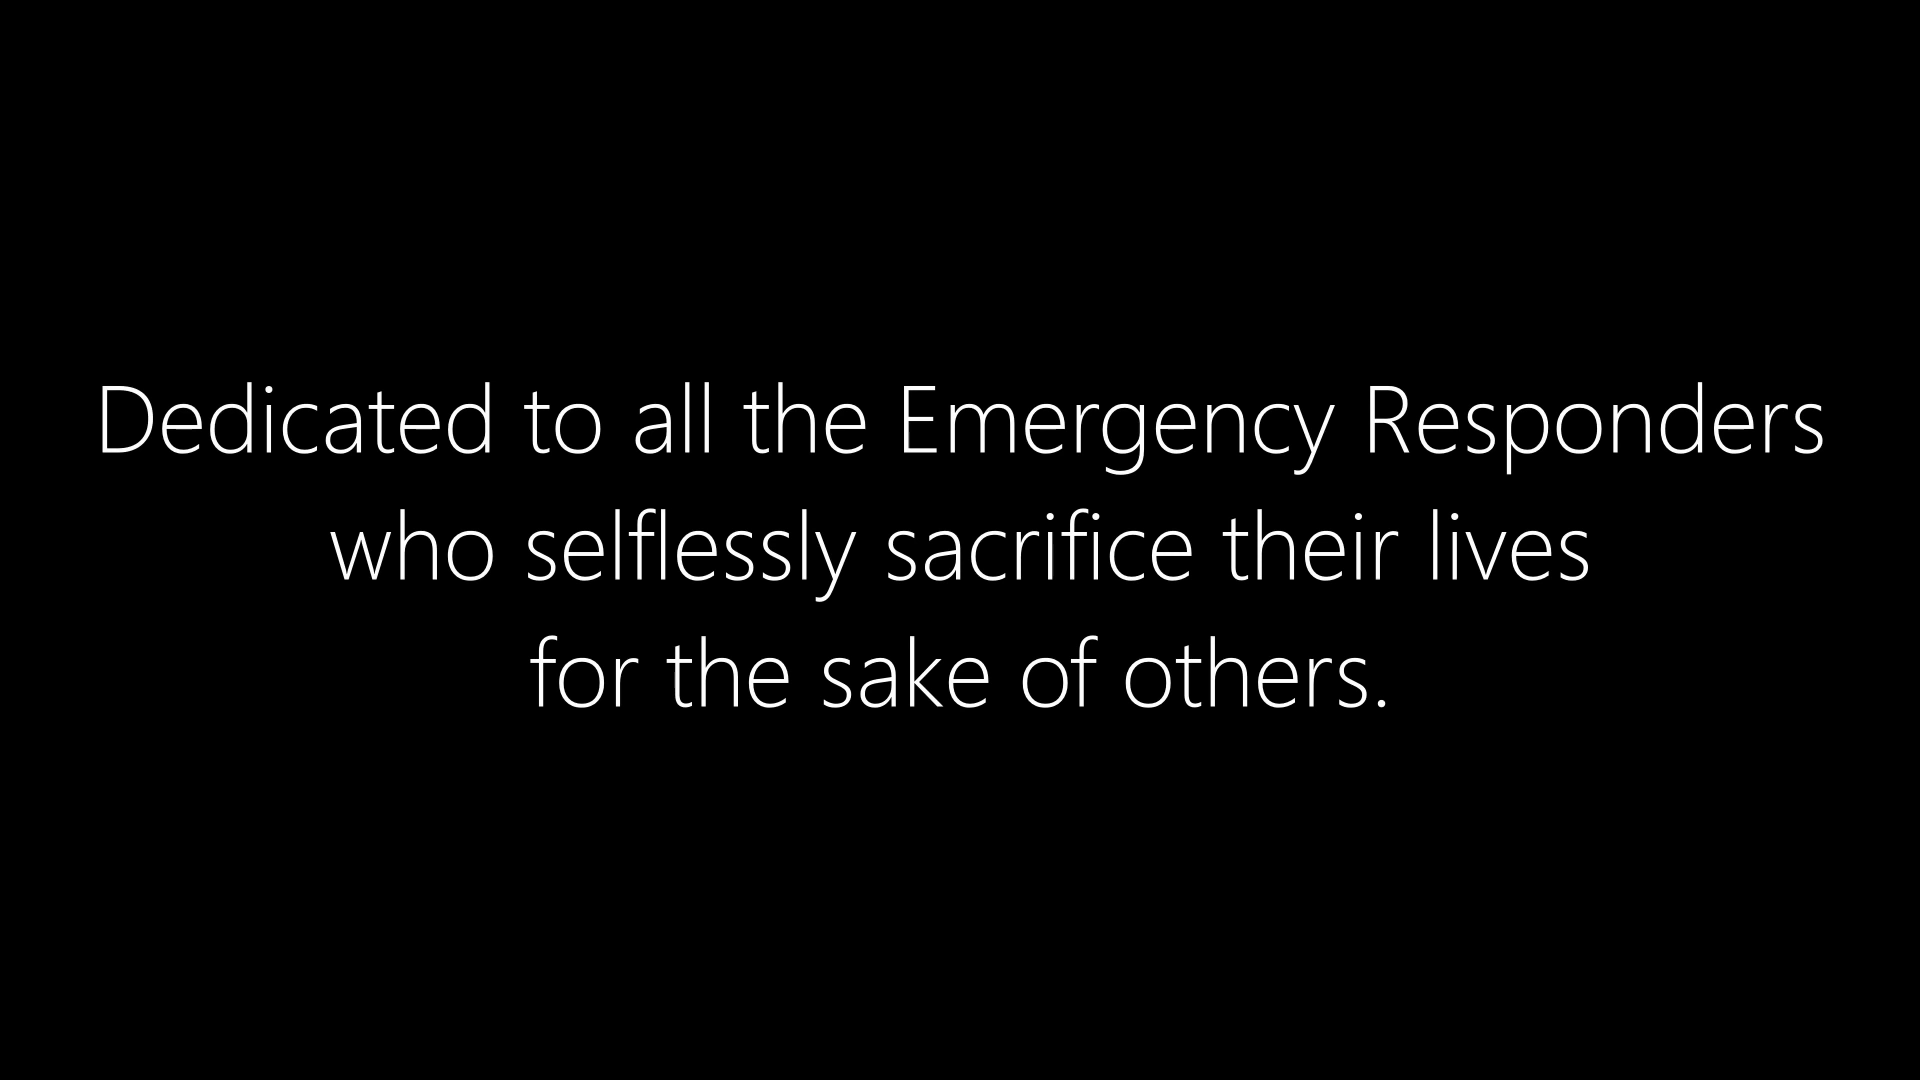 Dedicated to all the Emergency Responders
who selflessly sacrifice their lives
for the sake of others.